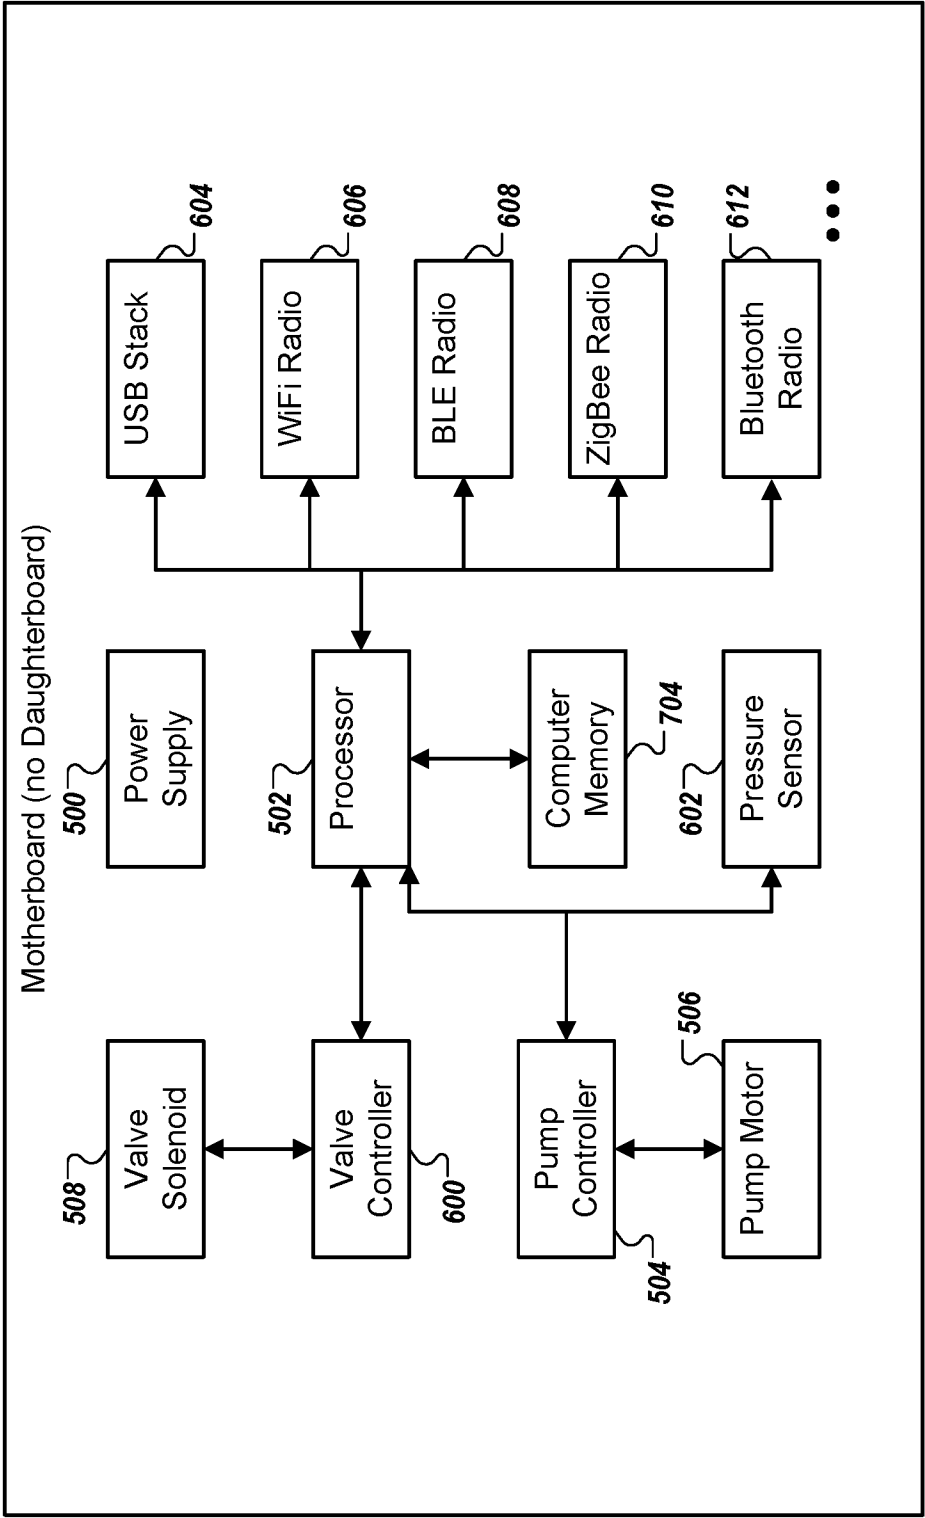 Motherboard (no Daughterboard)
508
Valve
Solenoid
500
Power
Supply
USB Stack
604
Valve
Controller
600
502
Processor
WiFi Radio
606
Pump
Controller
504
Computer
Memory
704
BLE Radio
608
ZigBee Radio
610
506
Pump Motor
602
Pressure
Sensor
612
Bluetooth
Radio